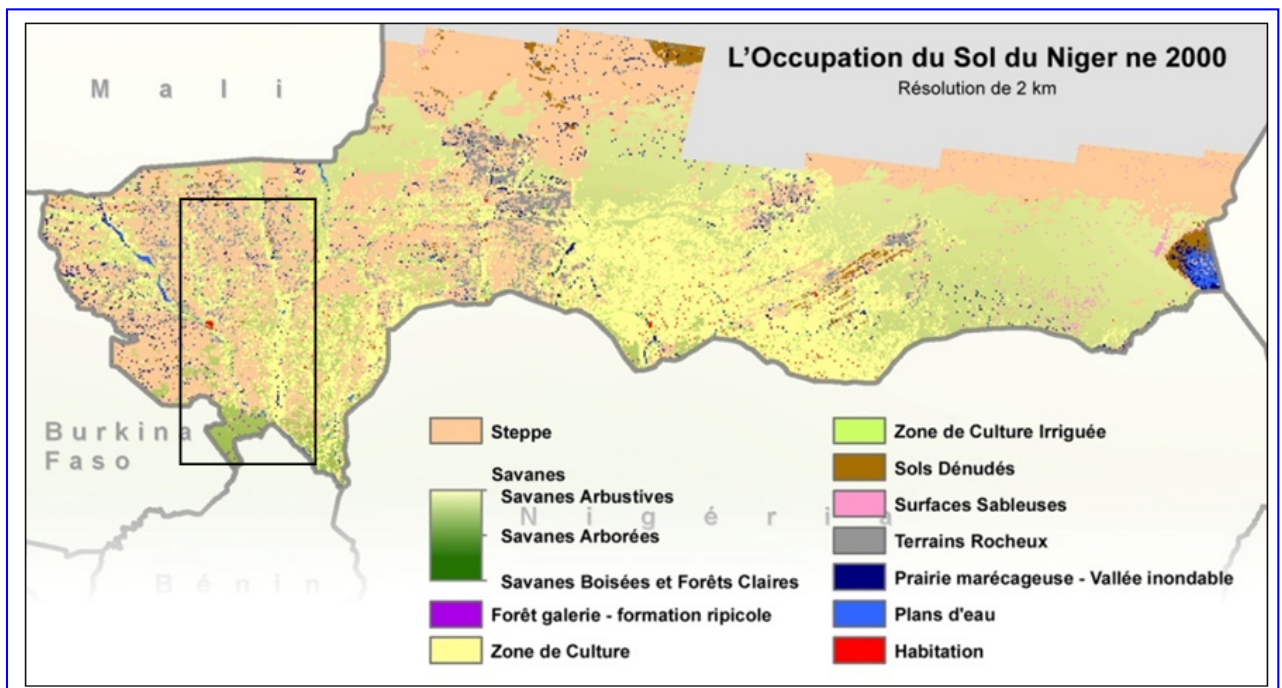 L'Occupation du Sol du Niger ne 2000
Résolution de 2 km
Mali
Burkina
Faso
Nigéria
Bénin
Steppe
Savanes
Savanes Arbustives
Savanes Arborées
Savanes Boisées et Forêts Claires
Forêt galerie - formation ripicole
Zone de Culture
Zone de Culture Irriguée
Sols Dénudés
Surfaces Sableuses
Terrains Rocheux
Prairie marécageuse - Vallée inondable
Plans d'eau
Habitation